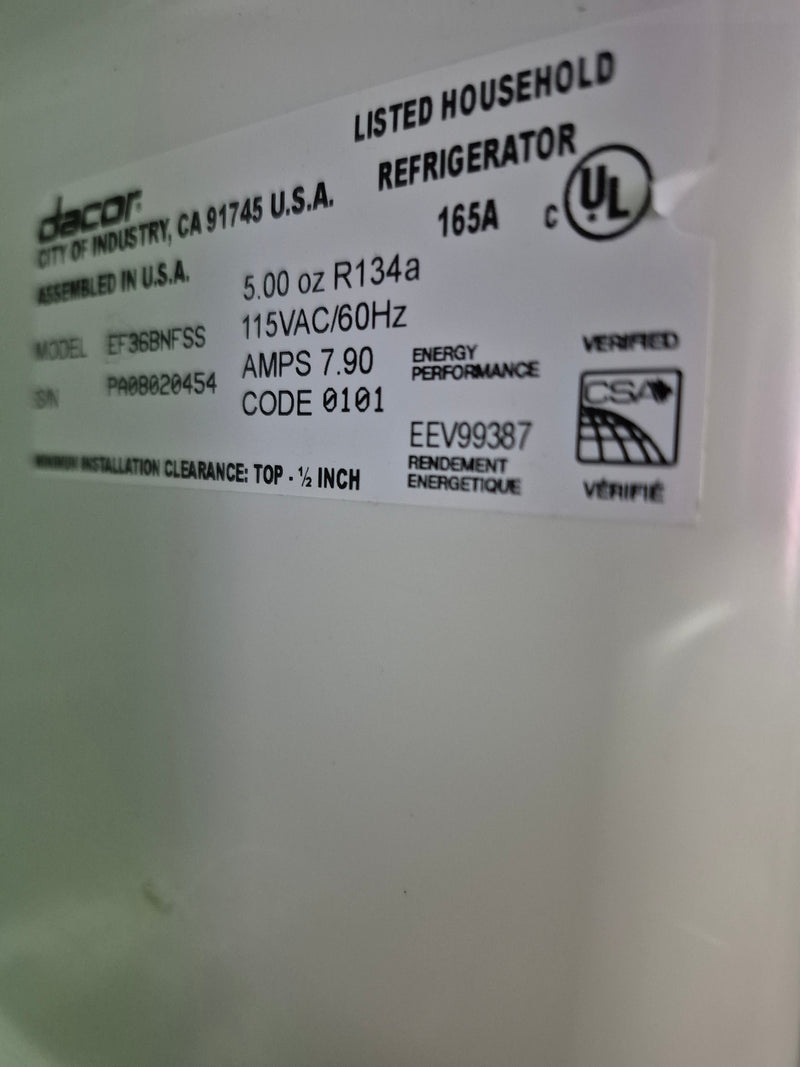 LISTED HOUSEHOLD
REFRIGERATOR
165A
C UL
dacor
CITY OF INDUSTRY, CA 91745 U.S.A.
ASSEMBLED IN U.S.A.
5.00 oz R134a
MODEL EF36BNFSS
115VAC/60Hz
S/N PA08020454
AMPS 7.90
CODE 0101
ENERGY
PERFORMANCE
EEV99387
RENDEMENT
ENERGETIQUE
VERIFIED
CSA
VÉRIFIÉ
MINIMUM INSTALLATION CLEARANCE: TOP - ½ INCH